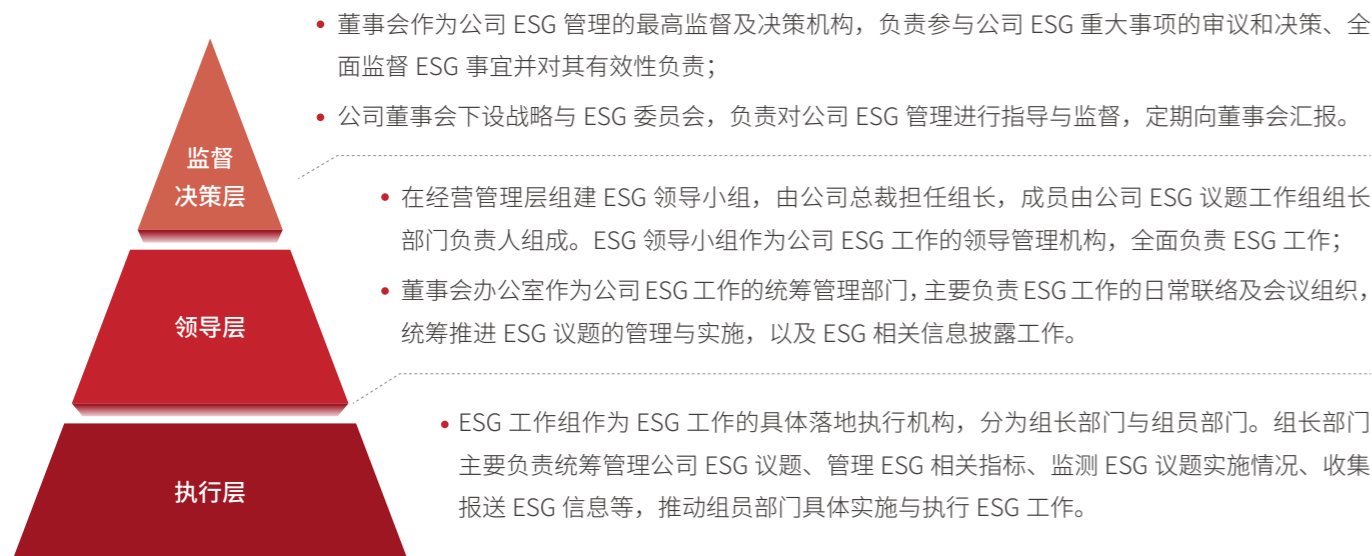 董事会作为公司 ESG 管理的最高监督及决策机构，负责参与公司 ESG 重大事项的审议和决策、全
面监督 ESG 事宜并对其有效性负责；
公司董事会下设战略与 ESG 委员会，负责对公司 ESG 管理进行指导与监督，定期向董事会汇报。
监督
决策层
在经营管理层组建 ESG 领导小组，由公司总裁担任组长，成员由公司 ESG 议题工作组组长
部门负责人组成。ESG 领导小组作为公司 ESG 工作的领导管理机构，全面负责 ESG 工作；
董事会办公室作为公司 ESG 工作的统筹管理部门，主要负责 ESG 工作的日常联络及会议组织，
统筹推进 ESG 议题的管理与实施，以及 ESG 相关信息披露工作。
领导层
ESG 工作组作为 ESG 工作的具体落地执行机构，分为组长部门与组员部门。组长部门
主要负责统筹管理公司 ESG 议题、管理 ESG 相关指标、监测 ESG 议题实施情况、收集
报送 ESG 信息等，推动组员部门具体实施与执行 ESG 工作。
执行层